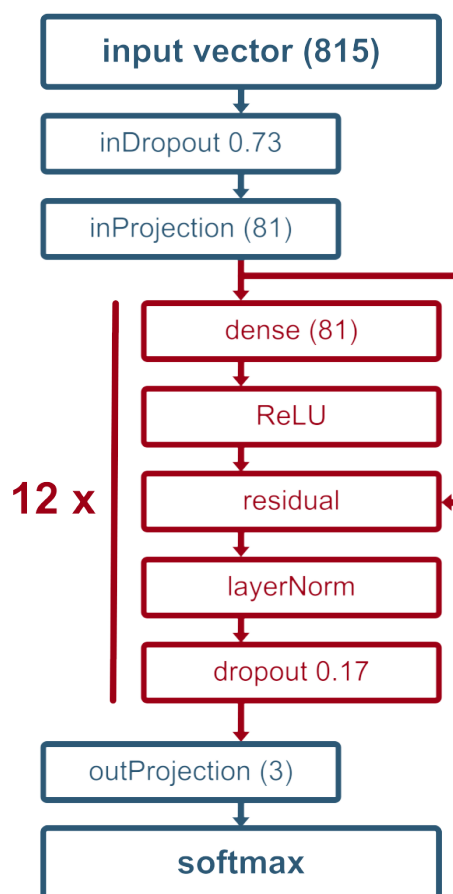 input vector (815)
inDropout 0.73
inProjection (81)
dense (81)
ReLU
12 x
residual
layerNorm
dropout 0.17
outProjection (3)
softmax